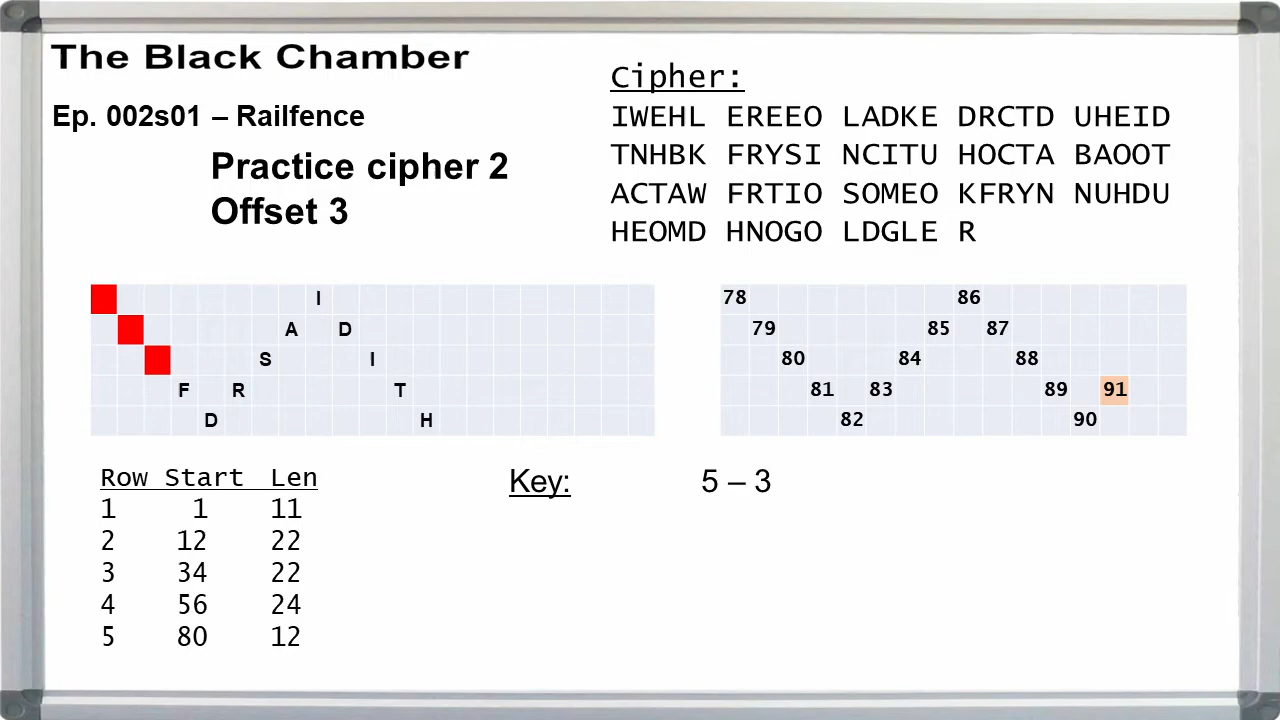 The Black Chamber
Ep. 002s01 – Railfence
Practice cipher 2
Offset 3
Cipher:
IWEHL EREEO LADKE DRCTD UHEID
TNHBK FRYSI NCITU HOCTA BAOOT
ACTAW FRTIO SOMEO KFRYN NUHDU
HEOMD HNOGO LDGLE R
I
A D
S I
F R T
D H
78 86
79 85 87
80 84 88
81 83 89 91
82 90
Row Start Len
1 1 11
2 12 22
3 34 22
4 56 24
5 80 12
Key: 5 – 3